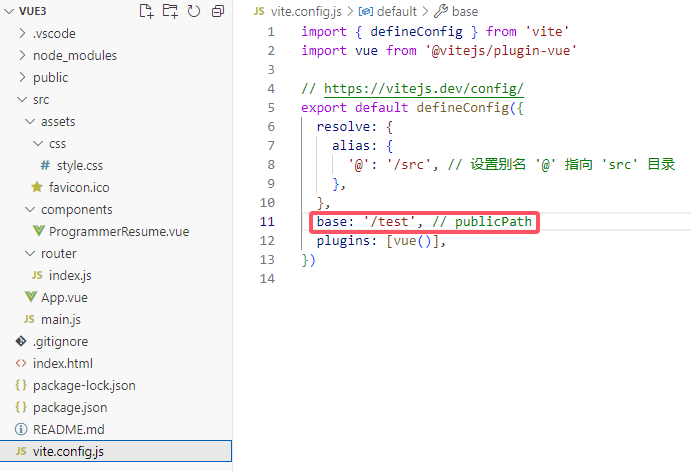 VUE3
.vscode
node_modules
public
src
assets
css
style.css
favicon.ico
components
ProgrammerResume.vue
router
index.js
App.vue
main.js
.gitignore
index.html
package-lock.json
package.json
README.md
vite.config.js
JS vite.config.js > default > base
1 import { defineConfig } from 'vite'
2 import vue from '@vitejs/plugin-vue'
3
4 // https://vitejs.dev/config/
5 export default defineConfig({
6 resolve: {
7 alias: {
8 '@': '/src', // 设置别名 '@' 指向 'src' 目录
9 },
10 },
11 base: '/test', // publicPath
12 plugins: [vue()],
13 })
14